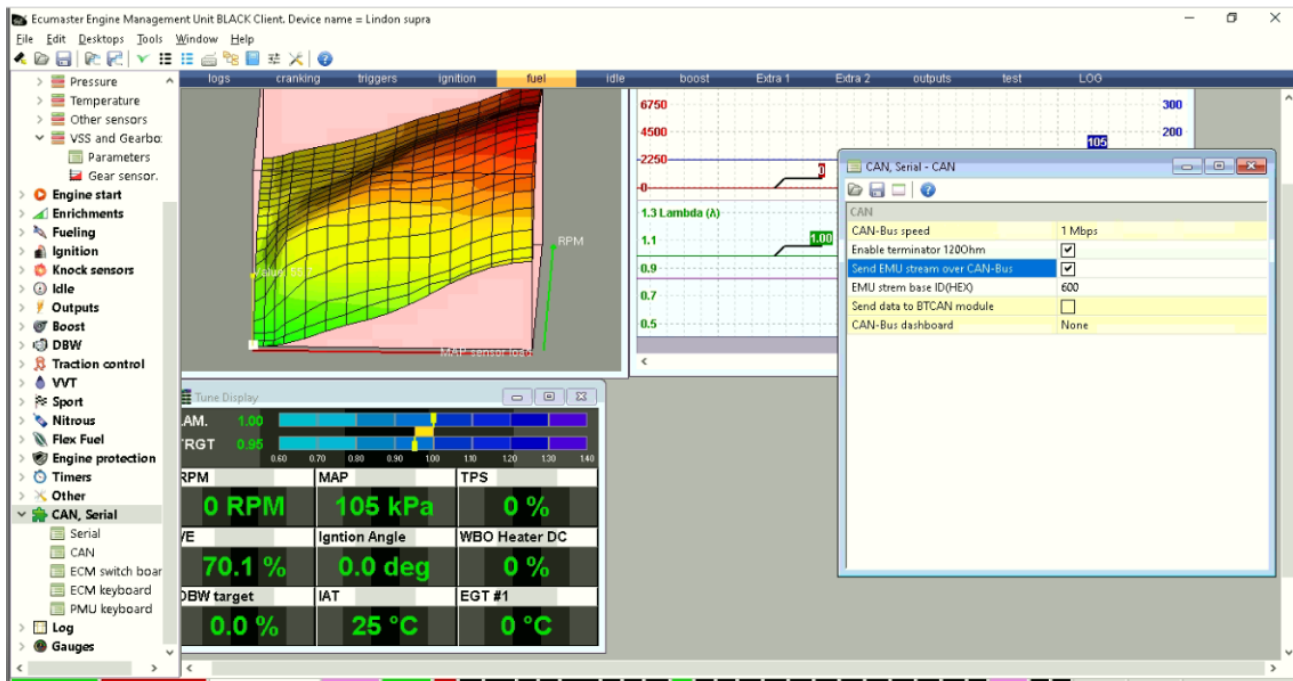 Ecumaster Engine Management Unit BLACK Client. Device name = Lindon supra
File Edit Desktops Tools Window Help
logs cranking triggers ignition fuel idle boost Extra 1 Extra 2 outputs test LOG
Pressure
Temperature
Other sensors
VSS and Gearbo:
Parameters
Gear sensor.
Engine start
Enrichments
Fueling
Ignition
Knock sensors
Idle
Outputs
Boost
DBW
Traction control
VVT
Sport
Nitrous
Flex Fuel
Engine protection
Timers
Other
CAN, Serial
Serial
CAN
ECM switch boar
ECM keyboard
PMU keyboard
Log
Gauges
RPM
MAP sensor load
6750 300
4500 200
105
2250
0
0
1.3 Lambda (λ)
1.1 1.00
0.9
0.7
0.5
CAN, Serial - CAN
CAN
CAN-Bus speed 1 Mbps
Enable terminator 120Ohm
Send EMU stream over CAN-Bus
EMU strem base ID(HEX) 600
Send data to BTCAN module
CAN-Bus dashboard None
Tune Display
LAM. 1.00
TRGT 0.95
0.60 0.70 0.80 0.90 1.00 1.10 1.20 1.30 1.40
RPM MAP TPS
0 RPM 105 kPa 0 %
VE Igntion Angle WBO Heater DC
70.1 % 0.0 deg 0 %
DBW target IAT EGT #1
0.0 % 25 °C 0 °C